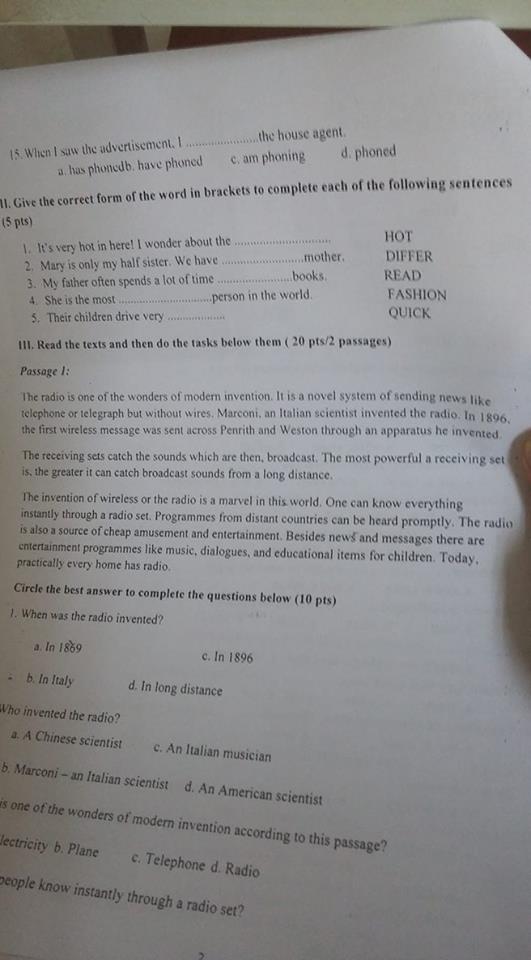 15. When I saw the advertisement, I ......................the house agent.
a. has phonedb. have phoned c. am phoning d. phoned
II. Give the correct form of the word in brackets to complete each of the following sentences
(5 pts)
1. It's very hot in here! I wonder about the ............................. HOT
2. Mary is only my half sister. We have .........................mother. DIFFER
3. My father often spends a lot of time .......................books. READ
4. She is the most .............................person in the world. FASHION
5. Their children drive very .................. QUICK
III. Read the texts and then do the tasks below them ( 20 pts/2 passages)
Passage 1:
The radio is one of the wonders of modern invention. It is a novel system of sending news like
telephone or telegraph but without wires. Marconi, an Italian scientist invented the radio. In 1896,
the first wireless message was sent across Penrith and Weston through an apparatus he invented.
The receiving sets catch the sounds which are then, broadcast. The most powerful a receiving set
is, the greater it can catch broadcast sounds from a long distance.
The invention of wireless or the radio is a marvel in this world. One can know everything
instantly through a radio set. Programmes from distant countries can be heard promptly. The radio
is also a source of cheap amusement and entertainment. Besides news and messages there are
entertainment programmes like music, dialogues, and educational items for children. Today,
practically every home has radio.
Circle the best answer to complete the questions below (10 pts)
1. When was the radio invented?
a. In 1869 c. In 1896
b. In Italy d. In long distance
Who invented the radio?
a. A Chinese scientist c. An Italian musician
b. Marconi – an Italian scientist d. An American scientist
is one of the wonders of modern invention according to this passage?
lectricity b. Plane c. Telephone d. Radio
people know instantly through a radio set?
2